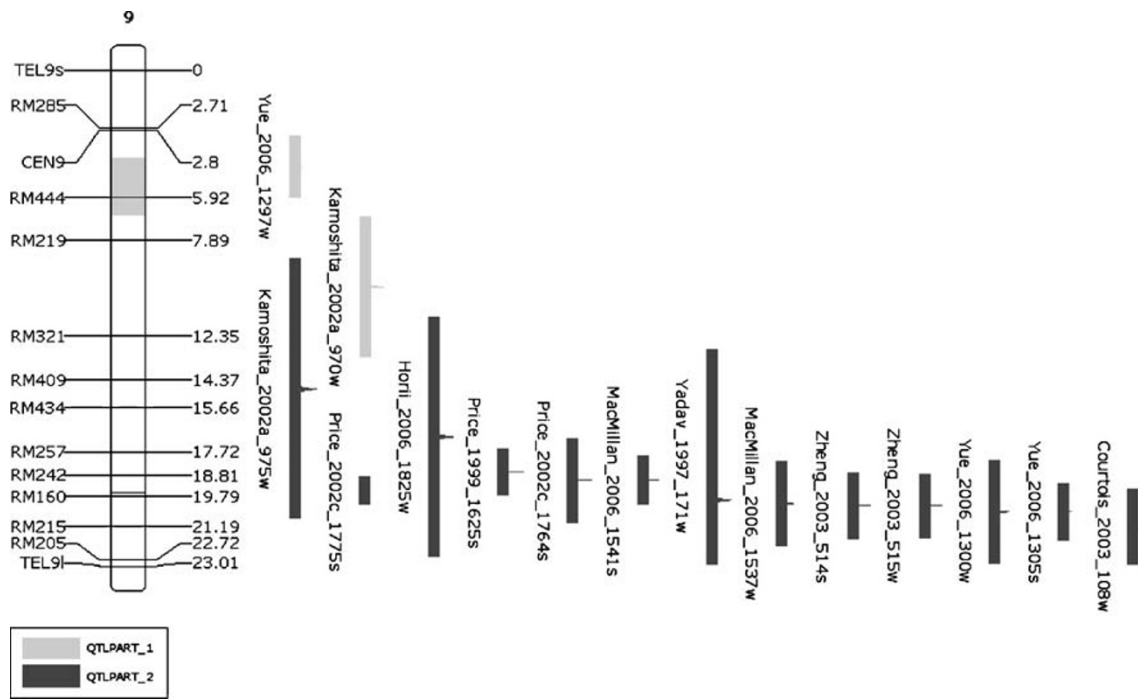 9
TEL9s 0
RM285 2.71
CEN9 2.8
RM444 5.92
RM219 7.89
RM321 12.35
RM409 14.37
RM434 15.66
RM257 17.72
RM242 18.81
RM160 19.79
RM215 21.19
RM205 22.72
TEL9l 23.01
Yue_2006_1297w
Kamoshita_2002a_975w
Kamoshita_2002a_970w
Price_2002c_1775s
Horii_2006_1825w
Price_1999_1625s
Price_2002c_1764s
MacMillan_2006_1541s
Yadav_1997_171w
MacMillan_2006_1537w
Zheng_2003_514s
Zheng_2003_515w
Yue_2006_1300w
Yue_2006_1305s
Courtois_2003_108w
QTLPART_1
QTLPART_2